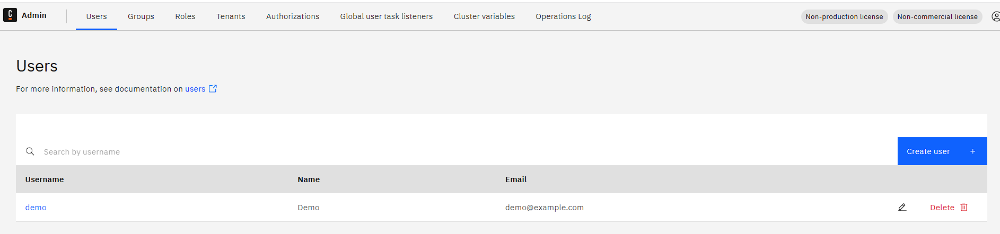 C Admin Users Groups Roles Tenants Authorizations Global user task listeners Cluster variables Operations Log Non-production license Non-commercial license
Users
For more information, see documentation on users
Search by username Create user +
Username Name Email
demo Demo demo@example.com Delete